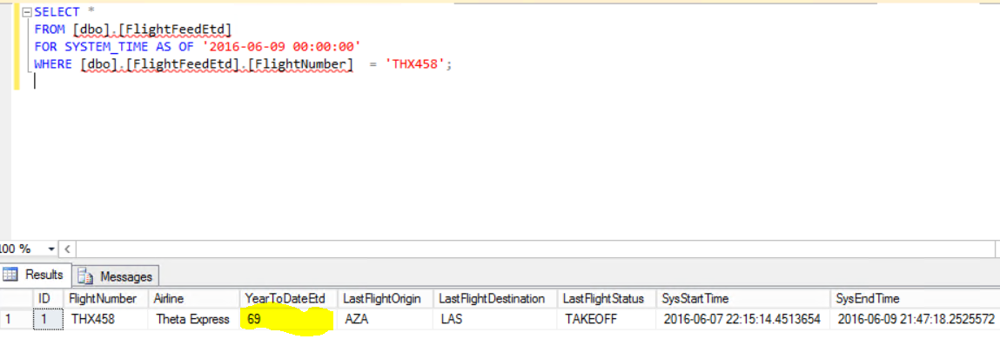 SELECT *
FROM [dbo].[FlightFeedEtd]
FOR SYSTEM_TIME AS OF '2016-06-09 00:00:00'
WHERE [dbo].[FlightFeedEtd].[FlightNumber]  = 'THX458';
100 %
Results Messages
ID FlightNumber Airline YearToDateEtd LastFlightOrigin LastFlightDestination LastFlightStatus SysStartTime SysEndTime
1 1 THX458 Theta Express 69 AZA LAS TAKEOFF 2016-06-07 22:15:14.4513654 2016-06-09 21:47:18.2525572